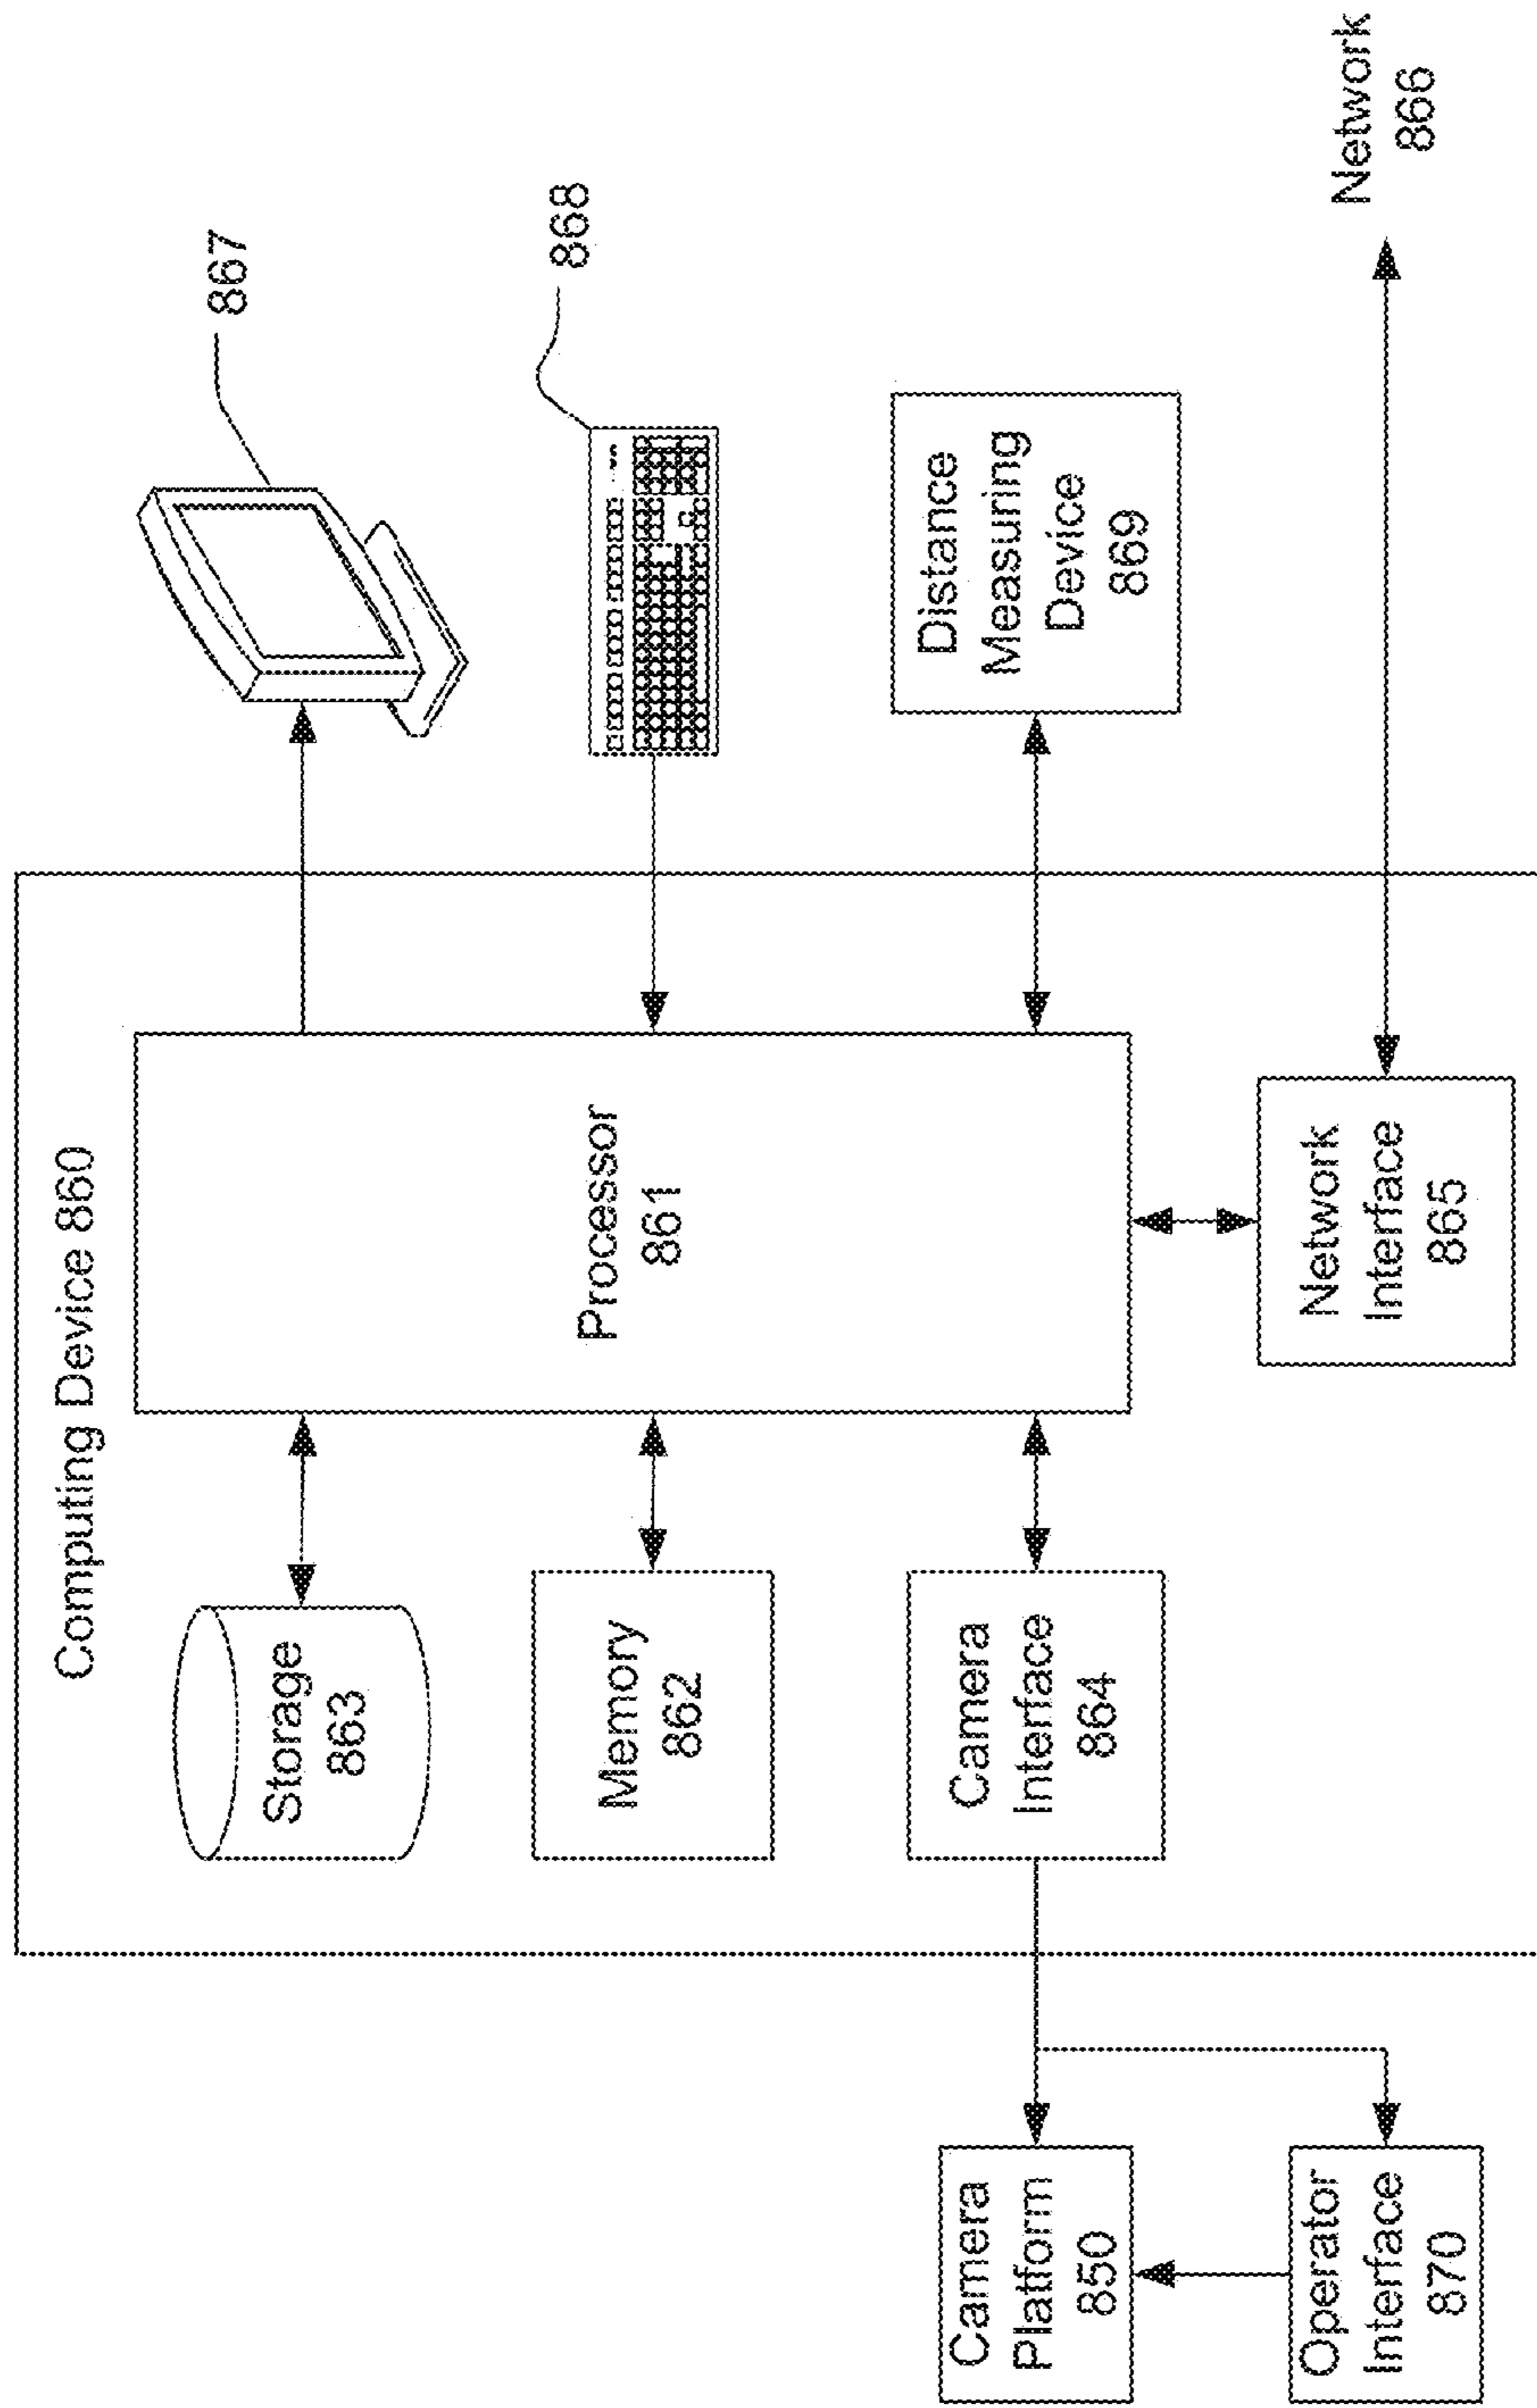 Computing Device 860
Storage
863
Memory
862
Camera
Interface
864
Processor
861
Network
Interface
865
867
868
Distance
Measuring
Device
869
Network
866
Camera
Platform
850
Operator
Interface
870